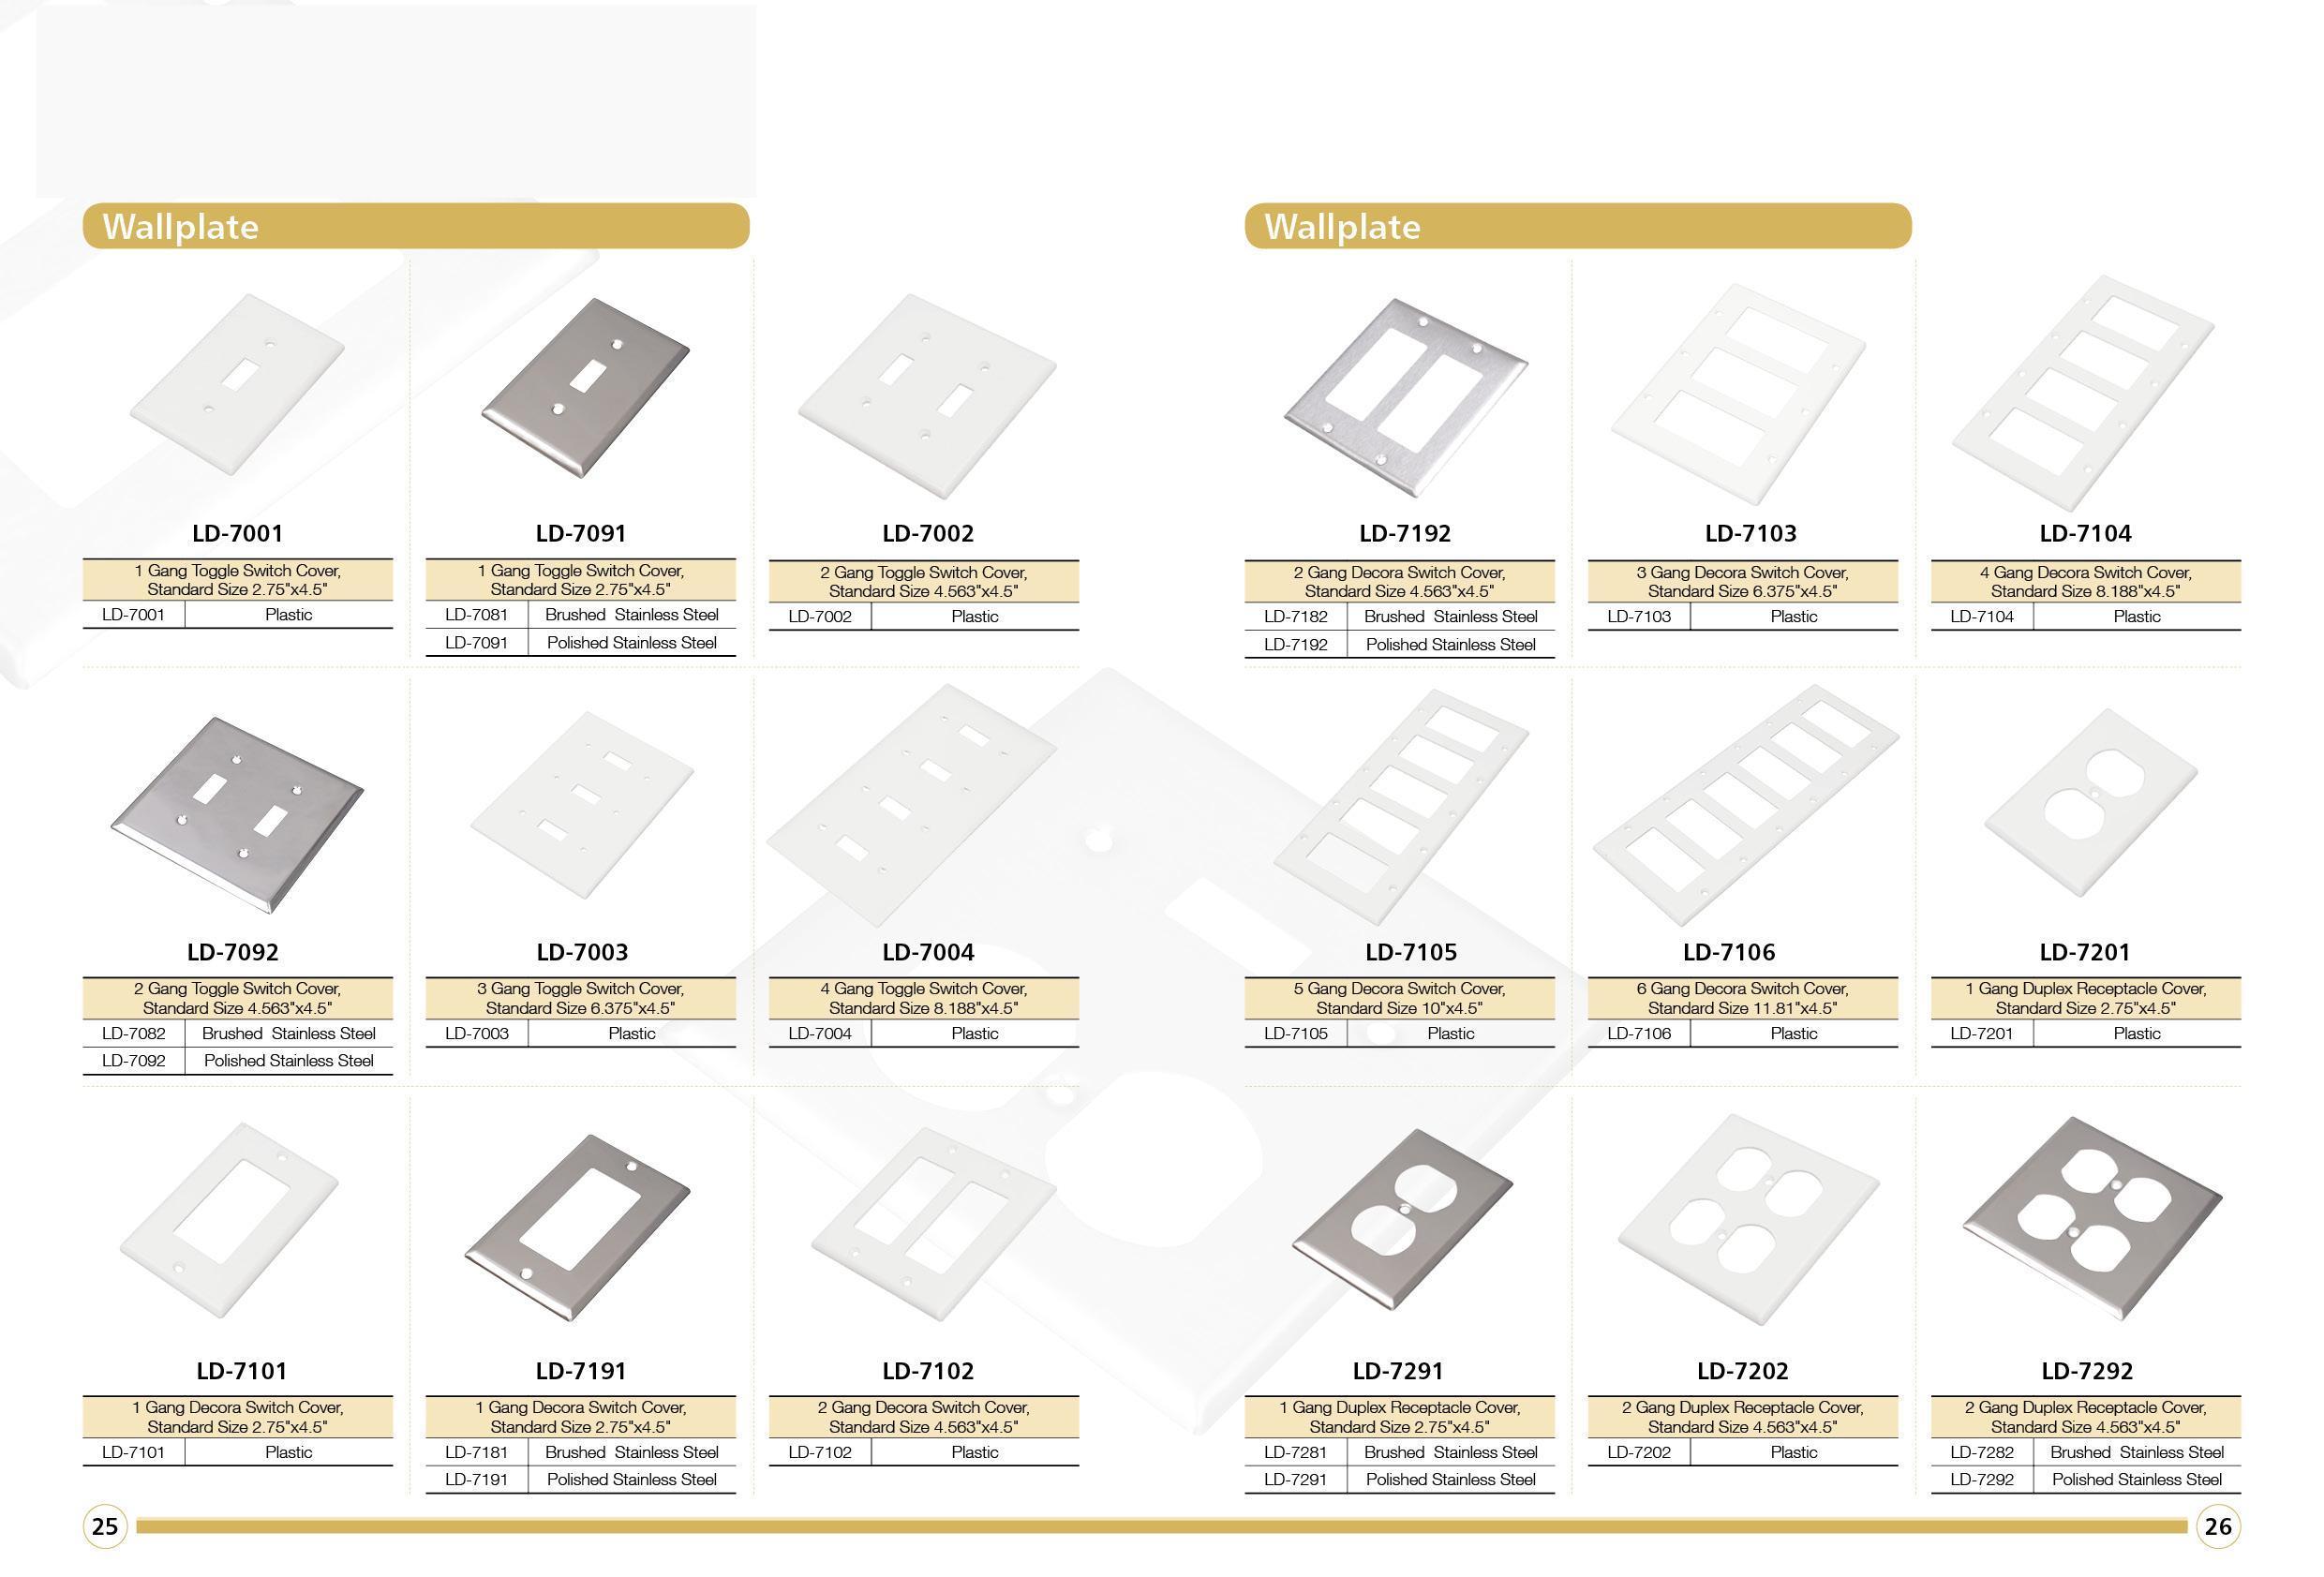 Wallplate
LD-7001
1 Gang Toggle Switch Cover,
Standard Size 2.75"x4.5"
LD-7001 Plastic
LD-7091
1 Gang Toggle Switch Cover,
Standard Size 2.75"x4.5"
LD-7081 Brushed Stainless Steel
LD-7091 Polished Stainless Steel
LD-7002
2 Gang Toggle Switch Cover,
Standard Size 4.563"x4.5"
LD-7002 Plastic
LD-7092
2 Gang Toggle Switch Cover,
Standard Size 4.563"x4.5"
LD-7082 Brushed Stainless Steel
LD-7092 Polished Stainless Steel
LD-7003
3 Gang Toggle Switch Cover,
Standard Size 6.375"x4.5"
LD-7003 Plastic
LD-7004
4 Gang Toggle Switch Cover,
Standard Size 8.188"x4.5"
LD-7004 Plastic
LD-7101
1 Gang Decora Switch Cover,
Standard Size 2.75"x4.5"
LD-7101 Plastic
LD-7191
1 Gang Decora Switch Cover,
Standard Size 2.75"x4.5"
LD-7181 Brushed Stainless Steel
LD-7191 Polished Stainless Steel
LD-7102
2 Gang Decora Switch Cover,
Standard Size 4.563"x4.5"
LD-7102 Plastic
25
Wallplate
LD-7192
2 Gang Decora Switch Cover,
Standard Size 4.563"x4.5"
LD-7182 Brushed Stainless Steel
LD-7192 Polished Stainless Steel
LD-7103
3 Gang Decora Switch Cover,
Standard Size 6.375"x4.5"
LD-7103 Plastic
LD-7104
4 Gang Decora Switch Cover,
Standard Size 8.188"x4.5"
LD-7104 Plastic
LD-7105
5 Gang Decora Switch Cover,
Standard Size 10"x4.5"
LD-7105 Plastic
LD-7106
6 Gang Decora Switch Cover,
Standard Size 11.81"x4.5"
LD-7106 Plastic
LD-7201
1 Gang Duplex Receptacle Cover,
Standard Size 2.75"x4.5"
LD-7201 Plastic
LD-7291
1 Gang Duplex Receptacle Cover,
Standard Size 2.75"x4.5"
LD-7281 Brushed Stainless Steel
LD-7291 Polished Stainless Steel
LD-7202
2 Gang Duplex Receptacle Cover,
Standard Size 4.563"x4.5"
LD-7202 Plastic
LD-7292
2 Gang Duplex Receptacle Cover,
Standard Size 4.563"x4.5"
LD-7282 Brushed Stainless Steel
LD-7292 Polished Stainless Steel
26